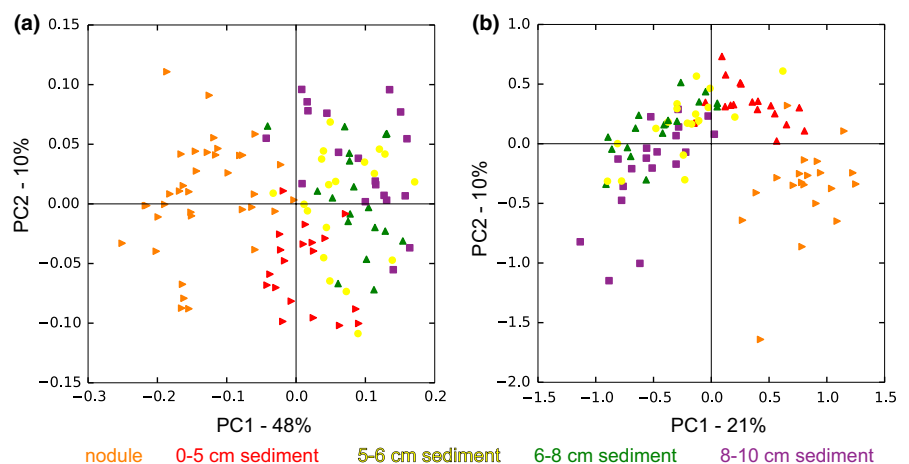 (a)
0.15
0.10
0.05
0.00
−0.05
−0.10
−0.15
PC2 - 10%
−0.3 −0.2 −0.1 0.0 0.1 0.2
PC1 - 48%
(b)
1.0
0.5
0.0
−0.5
−1.0
−1.5
−2.0
PC2 - 10%
−1.5 −1.0 −0.5 0.0 0.5 1.0 1.5
PC1 - 21%
nodule 0-5 cm sediment 5-6 cm sediment 6-8 cm sediment 8-10 cm sediment